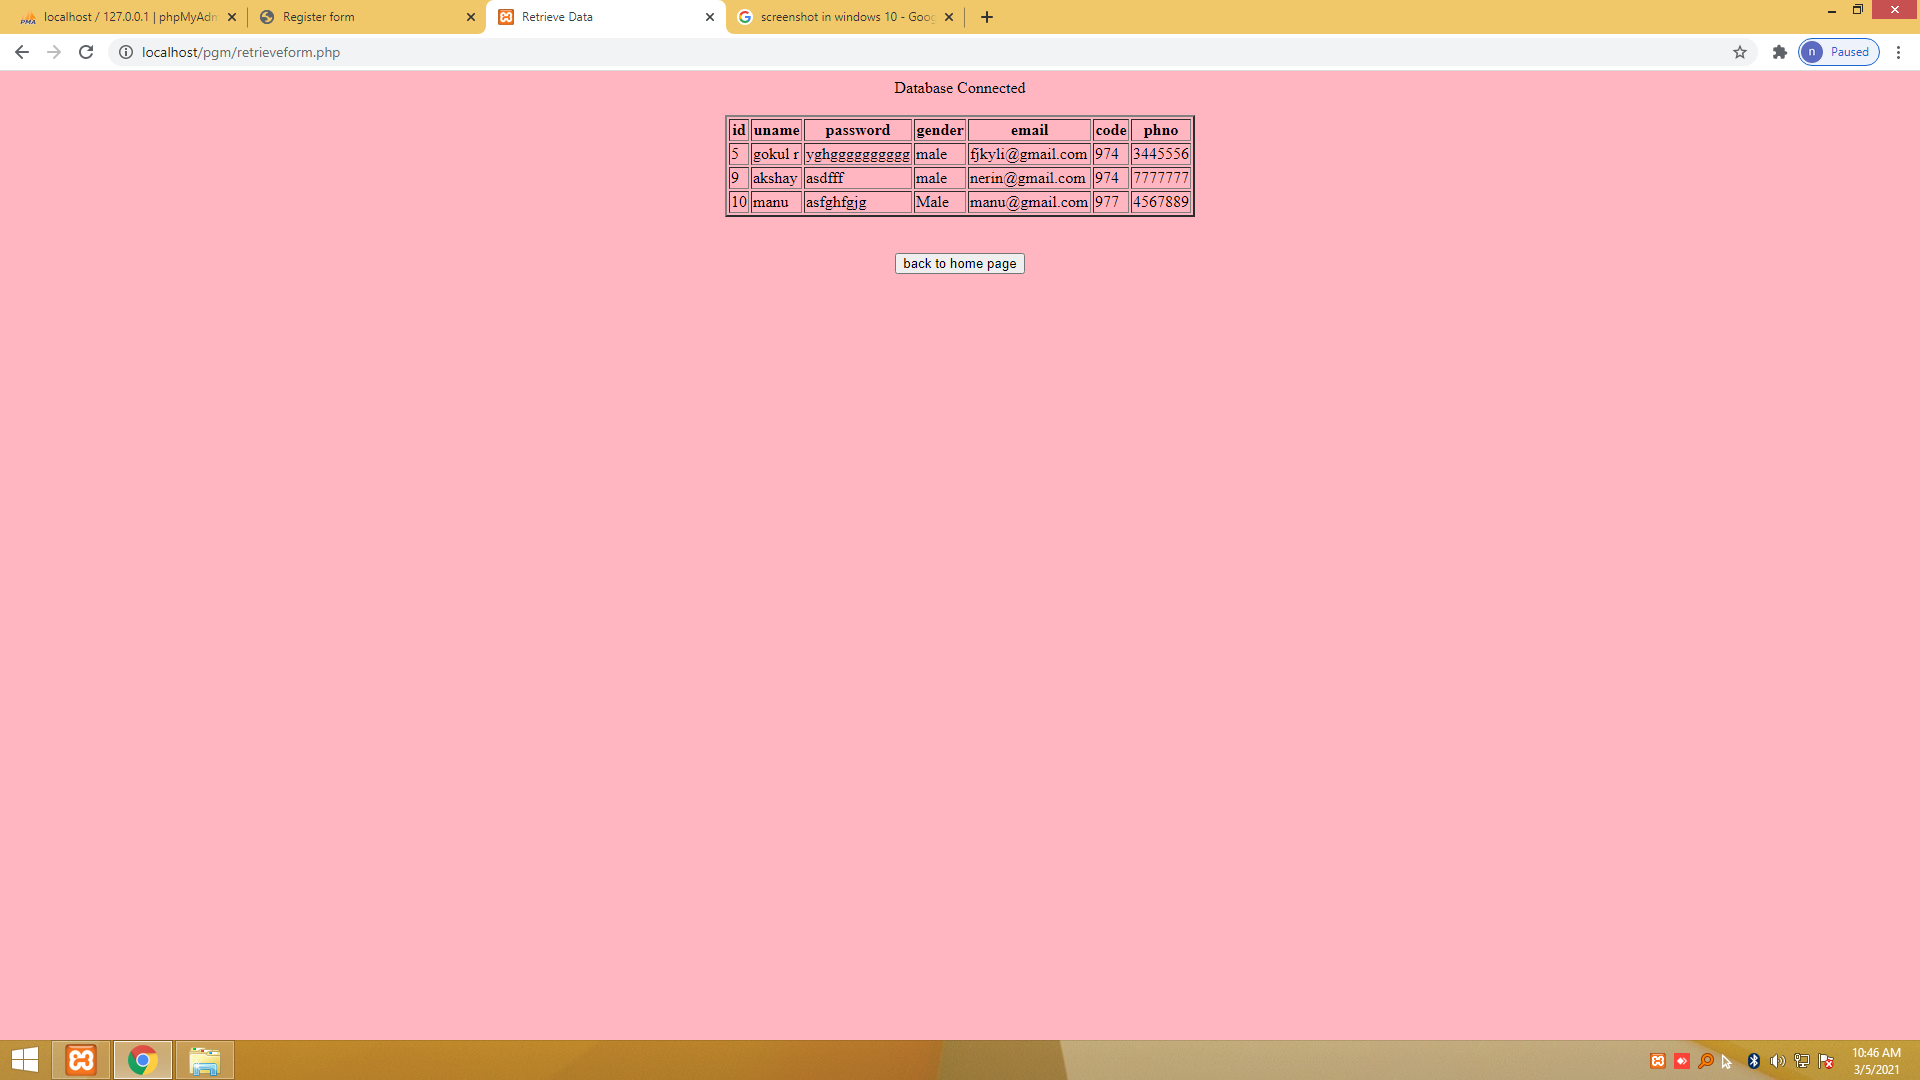 localhost / 127.0.0.1 | phpMyAdm
Register form
Retrieve Data
screenshot in windows 10 - Goog
localhost/pgm/retrieveform.php
n Paused
Database Connected
id uname password gender email code phno
5 gokul r yghgggggggggg male fjkyli@gmail.com 974 3445556
9 akshay asdfff male nerin@gmail.com 974 7777777
10 manu asfghfgjg Male manu@gmail.com 977 4567889
back to home page
10:46 AM
3/5/2021